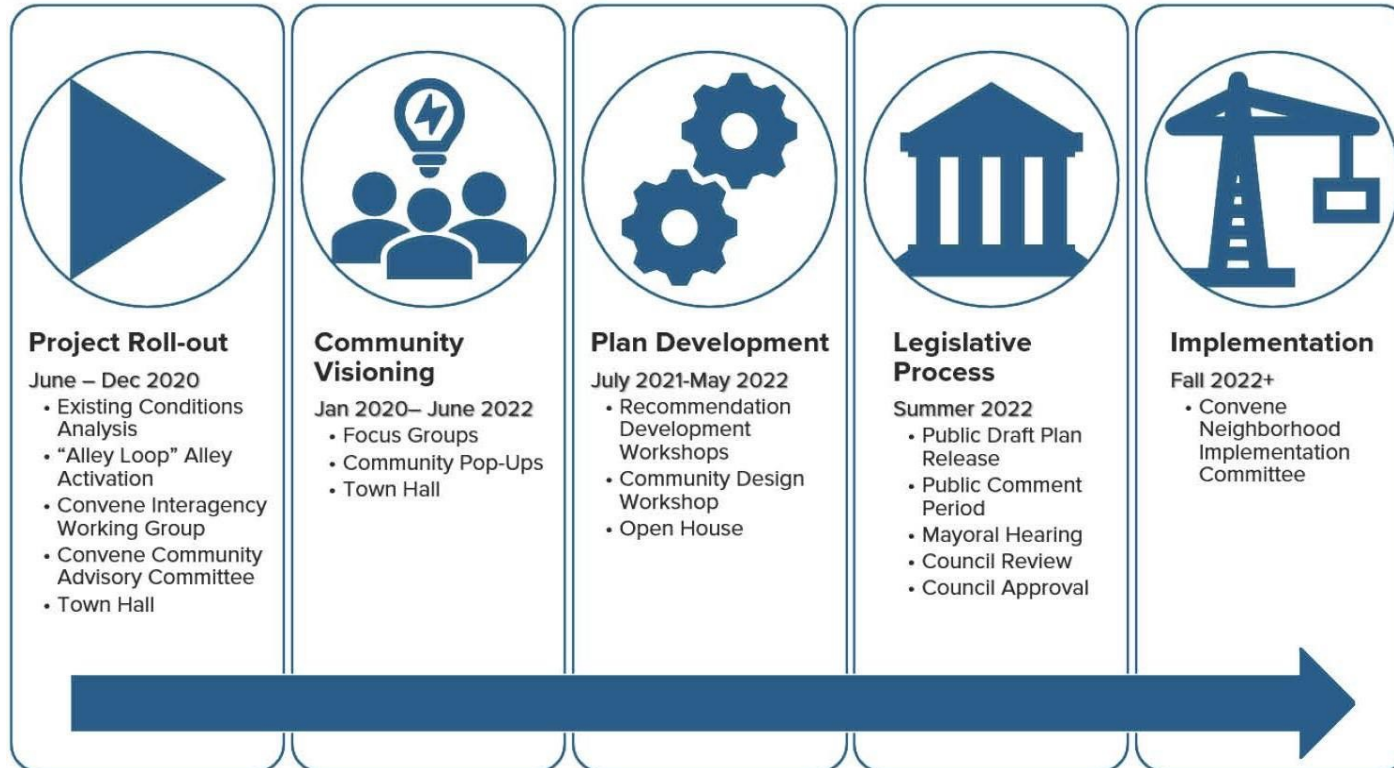 Project Roll-out
June – Dec 2020
• Existing Conditions
Analysis
• “Alley Loop” Alley
Activation
• Convene Interagency
Working Group
• Convene Community
Advisory Committee
• Town Hall
Community
Visioning
Jan 2020– June 2022
• Focus Groups
• Community Pop-Ups
• Town Hall
Plan Development
July 2021-May 2022
• Recommendation
Development
Workshops
• Community Design
Workshop
• Open House
Legislative
Process
Summer 2022
• Public Draft Plan
Release
• Public Comment
Period
• Mayoral Hearing
• Council Review
• Council Approval
Implementation
Fall 2022+
• Convene
Neighborhood
Implementation
Committee